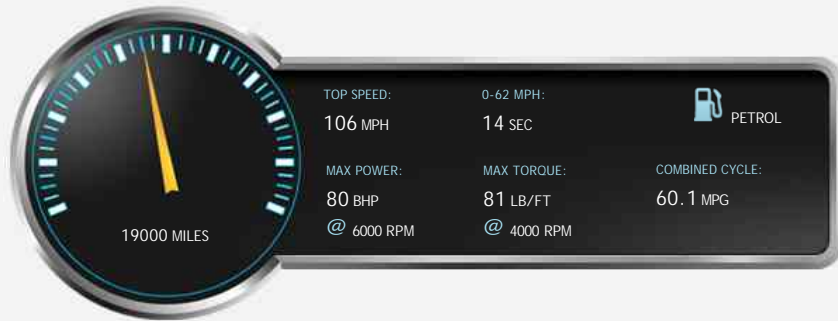 TOP SPEED:
106 MPH
0-62 MPH:
14 SEC
PETROL
MAX POWER:
80 BHP
@ 6000 RPM
MAX TORQUE:
81 LB/FT
@ 4000 RPM
COMBINED CYCLE:
60.1 MPG
19000 MILES